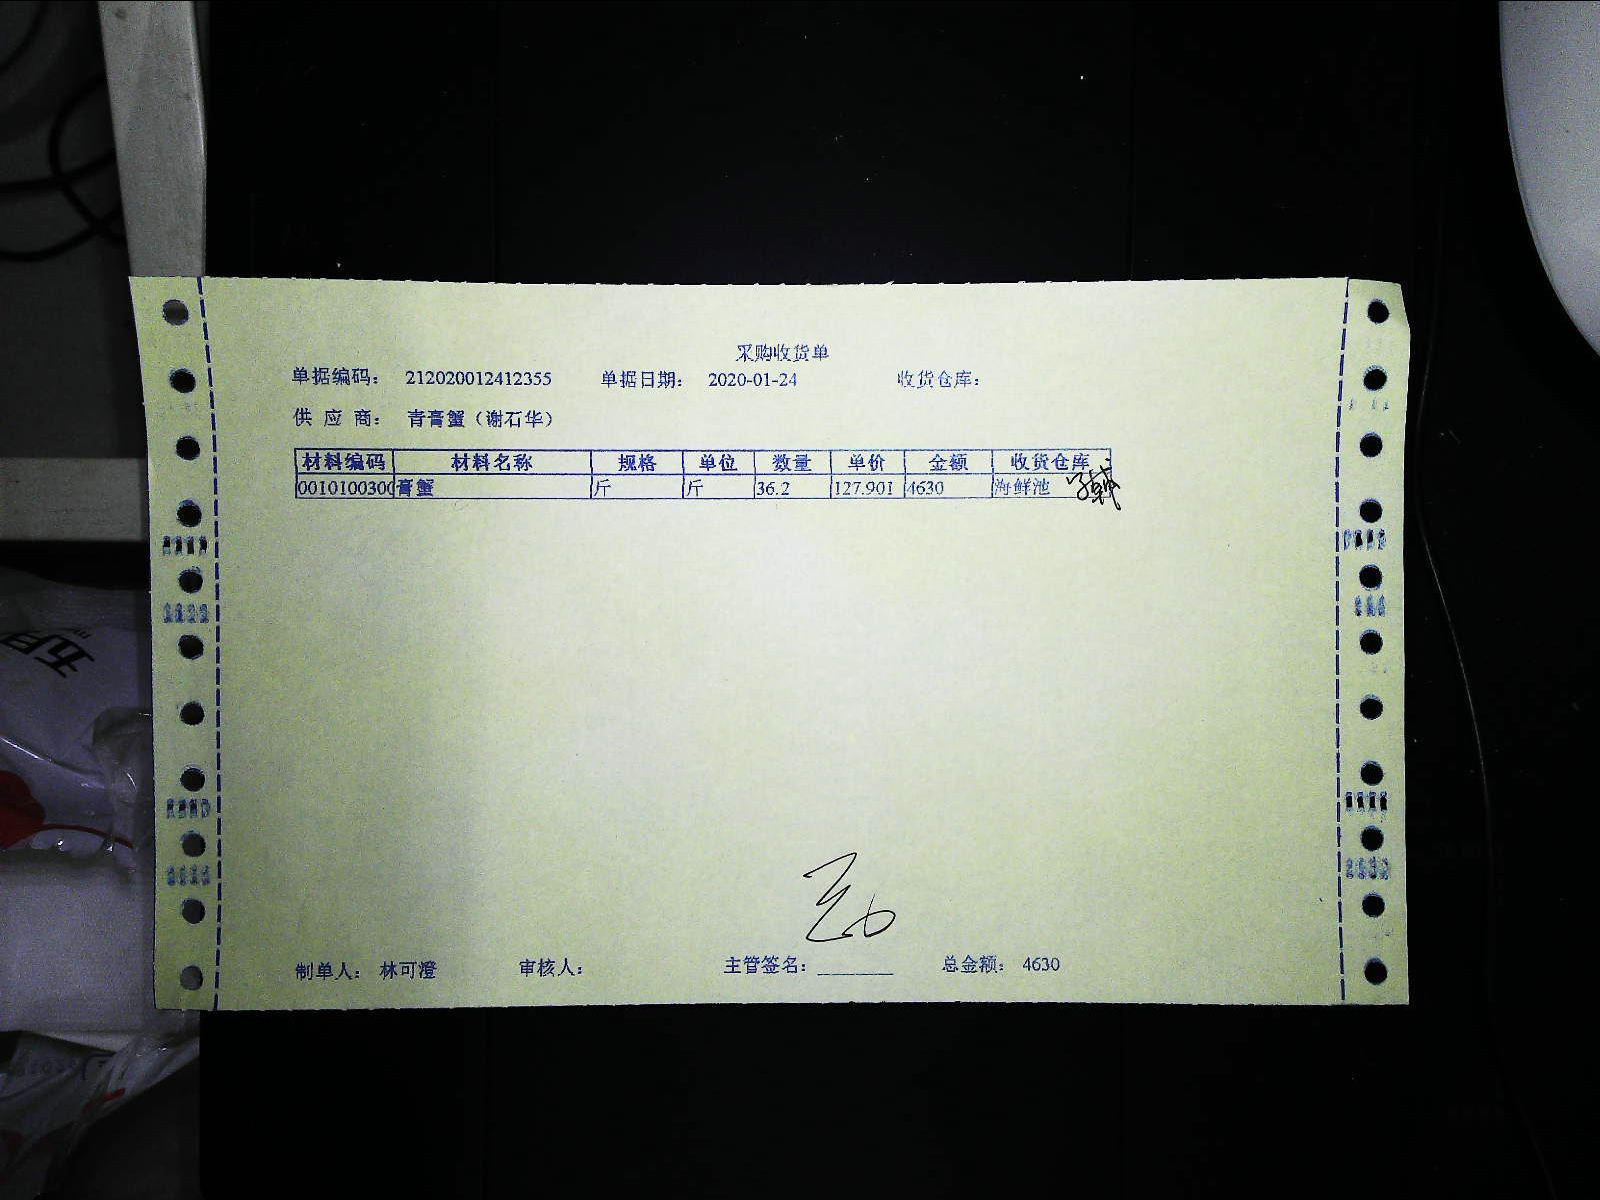 采购收货单
单据编码： 212020012412355 单据日期： 2020-01-24 收货仓库：
供 应 商： 青膏蟹（谢石华）
材料编码 材料名称 规格 单位 数量 单价 金额 收货仓库
0010100300 膏蟹 斤 斤 36.2 127.901 4630 海鲜池
制单人： 林可澄 审核人： 主管签名：________ 总金额： 4630
五月